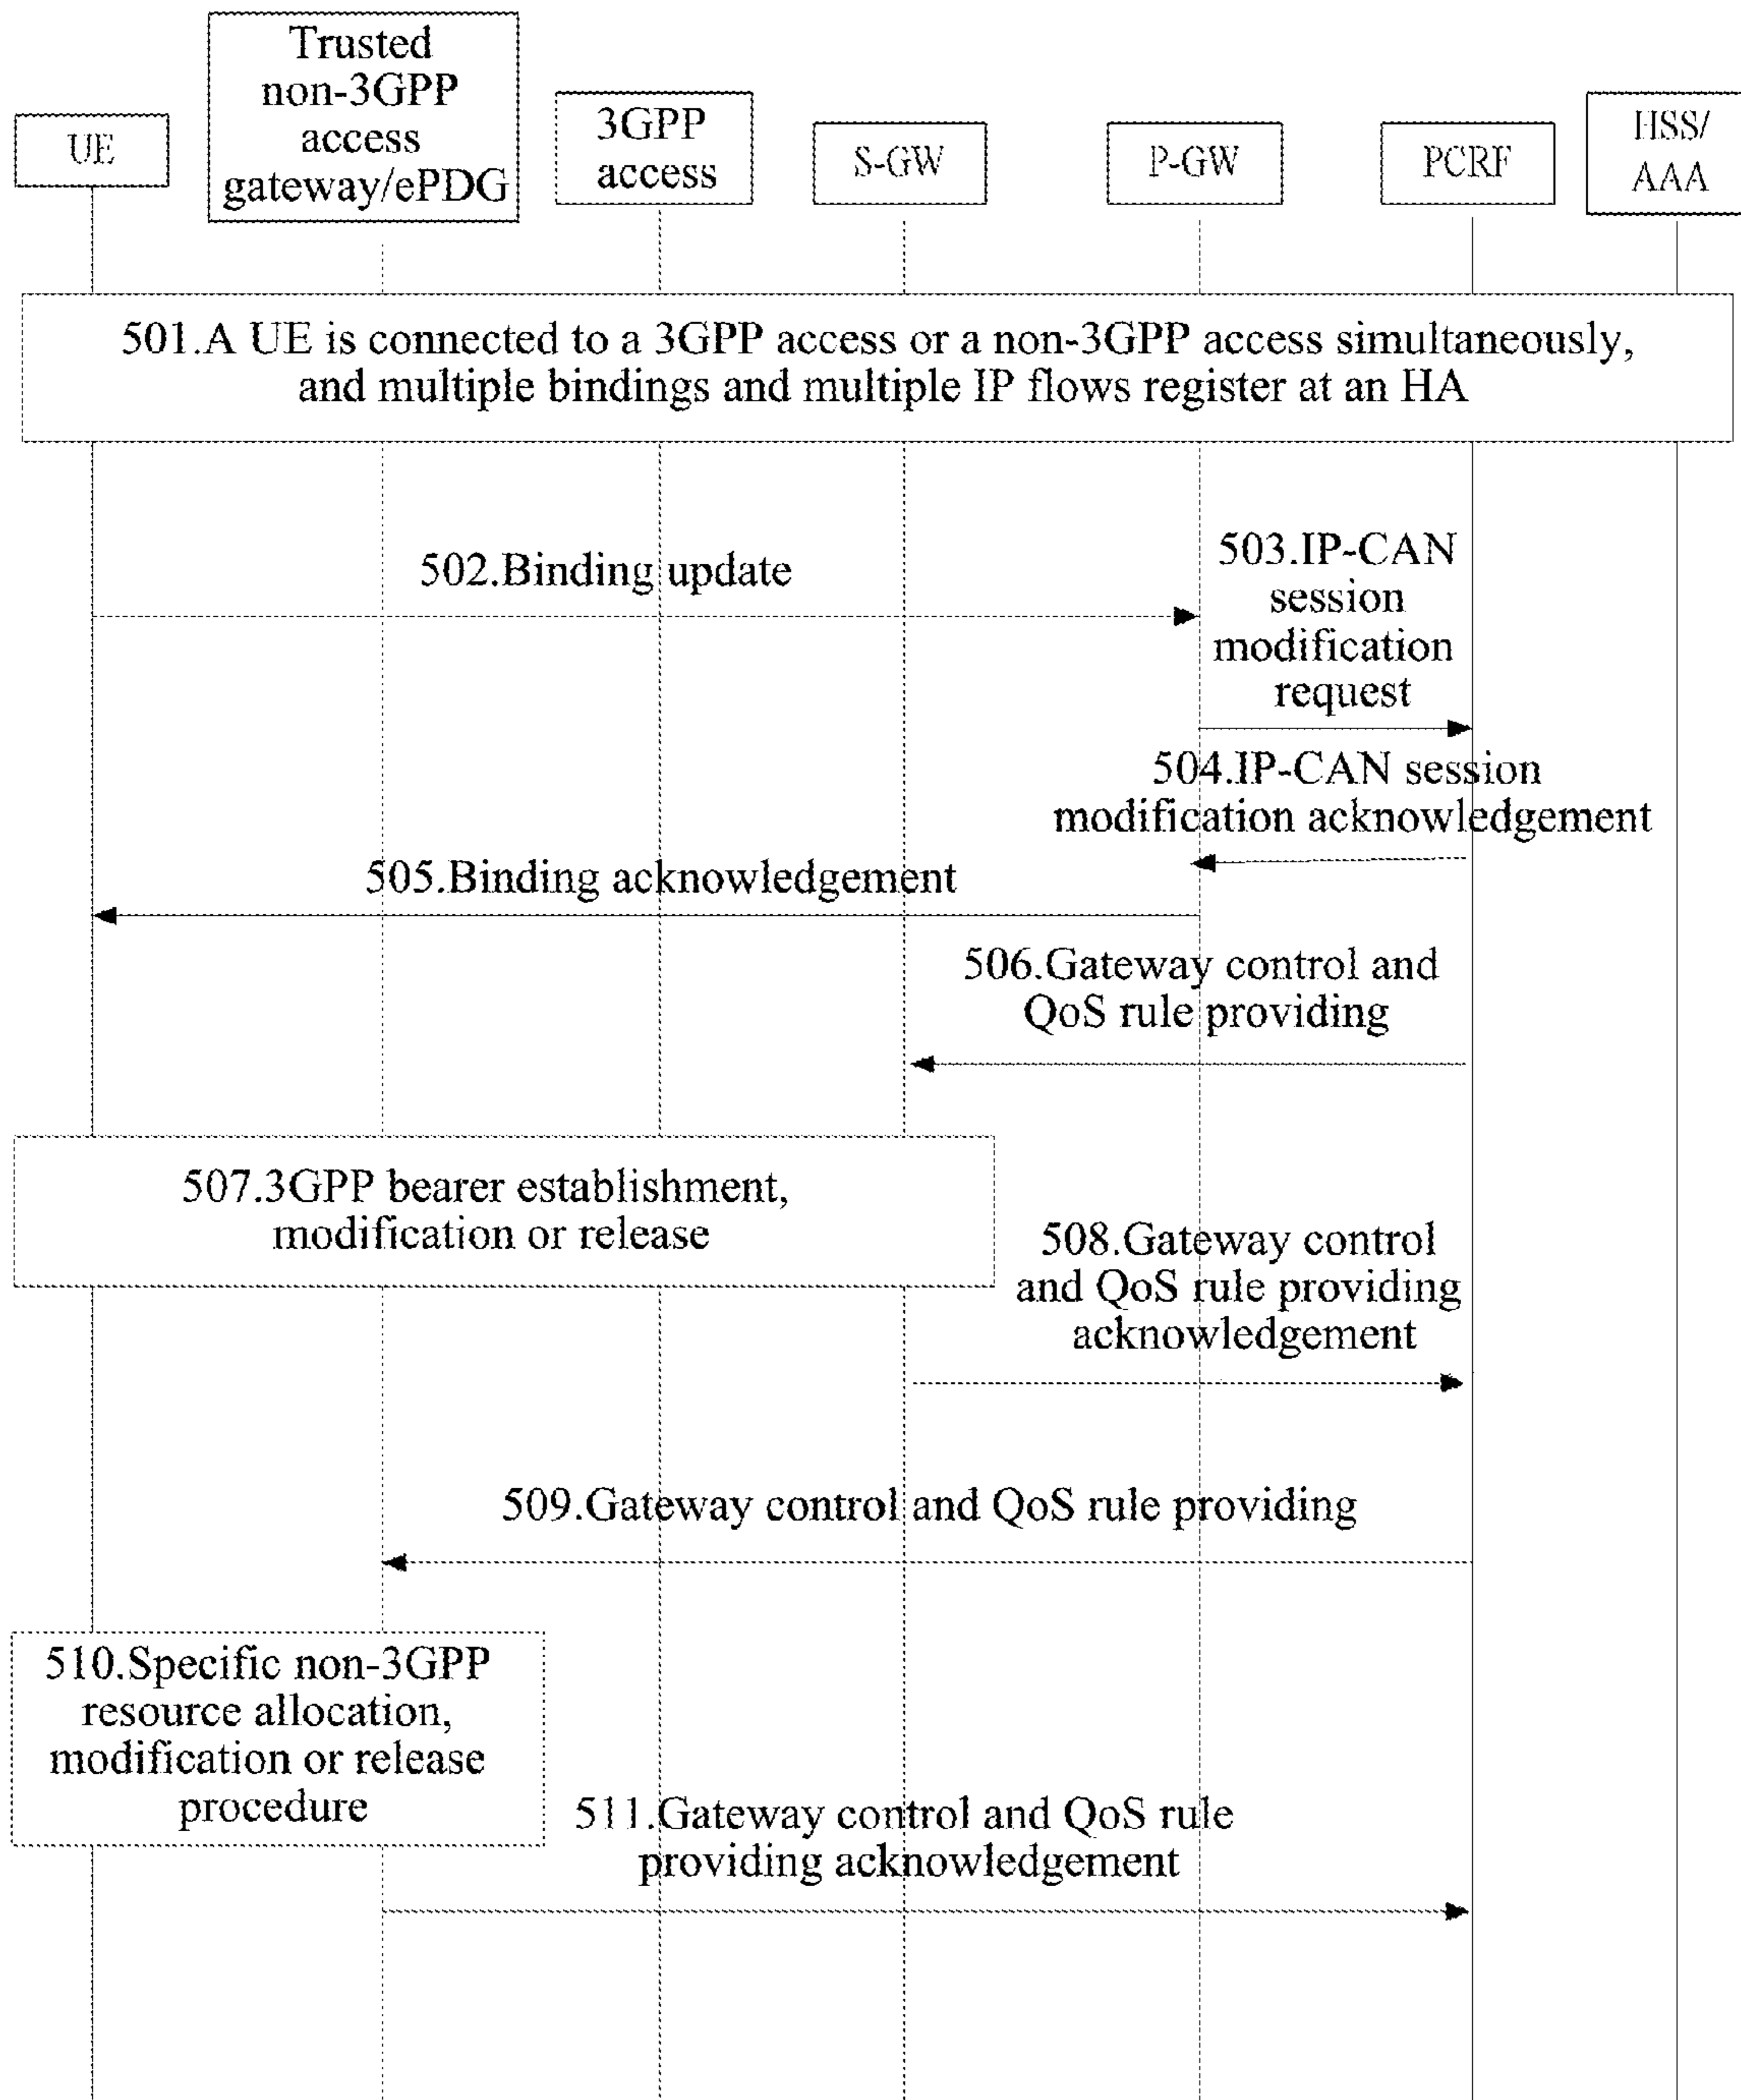 UE
Trusted
non-3GPP
access
gateway/ePDG
3GPP
access
S-GW
P-GW
PCRF
HSS/
AAA
501.A UE is connected to a 3GPP access or a non-3GPP access simultaneously,
and multiple bindings and multiple IP flows register at an HA
502.Binding update
503.IP-CAN
session
modification
request
504.IP-CAN session
modification acknowledgement
505.Binding acknowledgement
506.Gateway control and
QoS rule providing
507.3GPP bearer establishment,
modification or release
508.Gateway control
and QoS rule providing
acknowledgement
509.Gateway control and QoS rule providing
510.Specific non-3GPP
resource allocation,
modification or release
procedure
511.Gateway control and QoS rule
providing acknowledgement